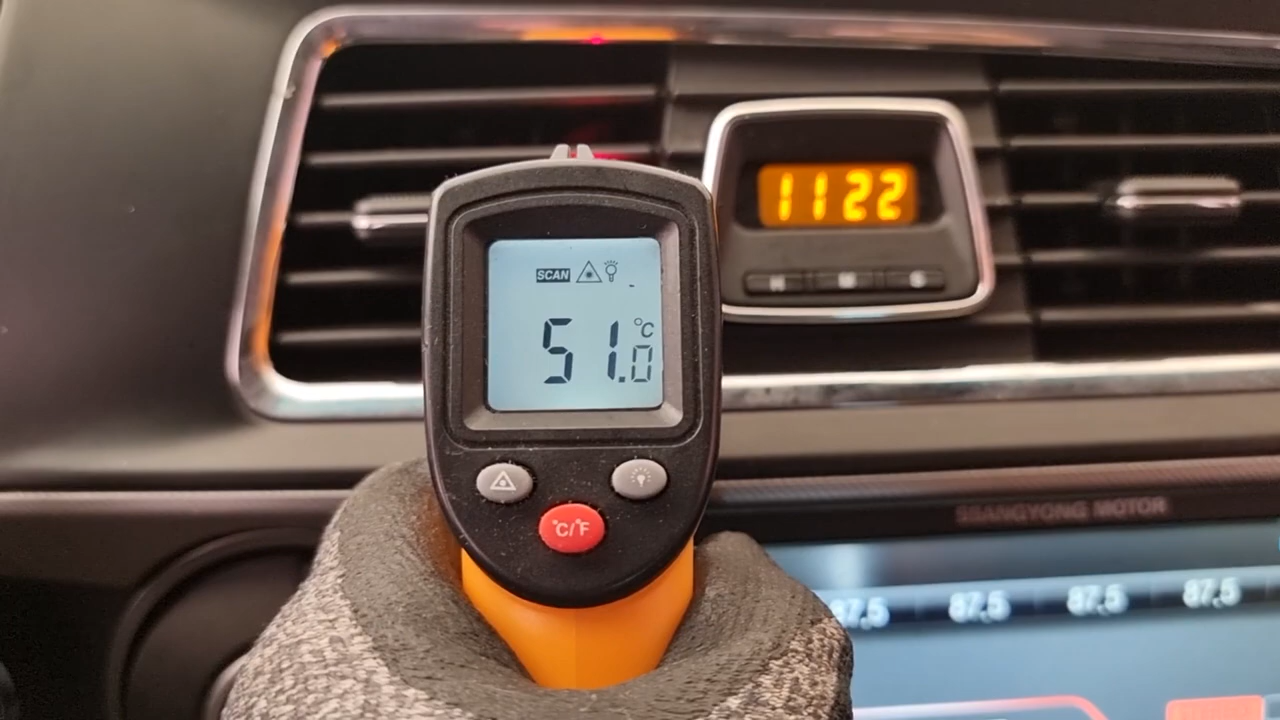 1122
H M S
SCAN
51.0 °C
°C/°F
SSANGYONG MOTOR
87,5 87,5 87,5 87,5